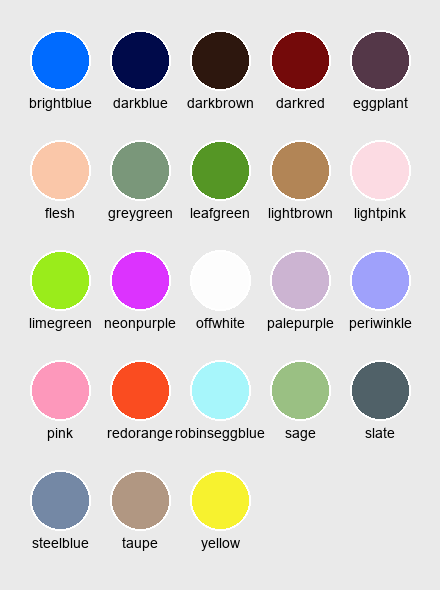 brightblue darkblue darkbrown darkred eggplant
flesh greygreen leafgreen lightbrown lightpink
limegreen neonpurple offwhite palepurple periwinkle
pink redorange robinseggblue sage slate
steelblue taupe yellow